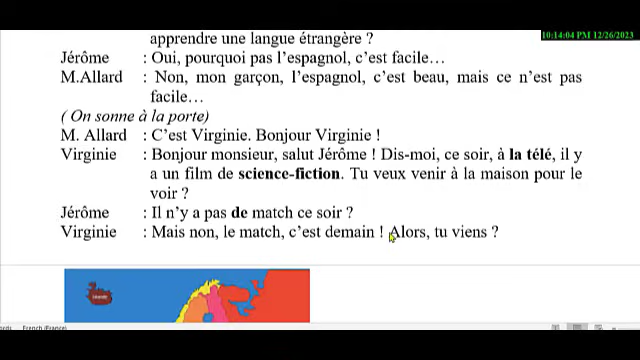 10:14:04 PM 12/26/2023
apprendre une langue étrangère ?
Jérôme : Oui, pourquoi pas l'espagnol, c'est facile…
M.Allard : Non, mon garçon, l'espagnol, c'est beau, mais ce n'est pas
facile…
( On sonne à la porte)
M. Allard : C'est Virginie. Bonjour Virginie !
Virginie : Bonjour monsieur, salut Jérôme ! Dis-moi, ce soir, à la télé, il y
a un film de science-fiction. Tu veux venir à la maison pour le
voir ?
Jérôme : Il n'y a pas de match ce soir ?
Virginie : Mais non, le match, c'est demain ! Alors, tu viens ?
French (France)